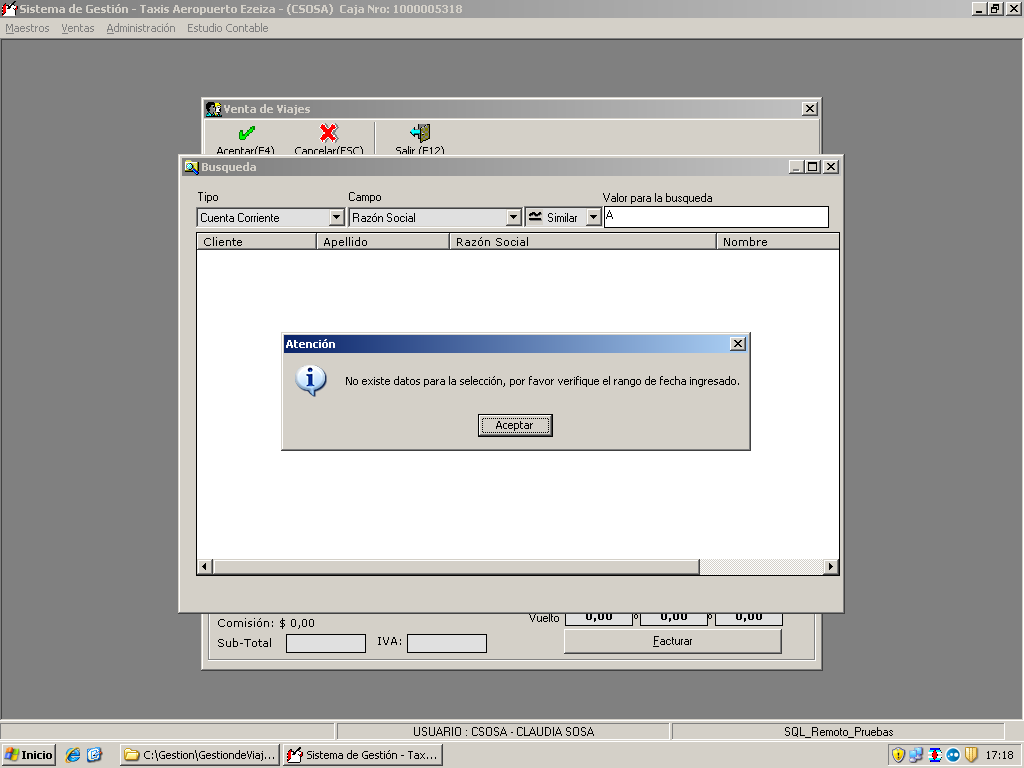 Sistema de Gestión - Taxis Aeropuerto Ezeiza - (CSOSA) Caja Nro: 1000005318
Maestros Ventas Administración Estudio Contable
Venta de Viajes
Aceptar(F4) Cancelar(ESC) Salir (F12)
Busqueda
Tipo Campo Valor para la busqueda
Cuenta Corriente Razón Social Similar A
Cliente Apellido Razón Social Nombre
Atención
No existe datos para la selección, por favor verifique el rango de fecha ingresado.
Aceptar
Comisión: $ 0,00 Vuelto 0,00 0,00 0,00
Sub-Total IVA: Facturar
USUARIO : CSOSA - CLAUDIA SOSA SQL_Remoto_Pruebas
Inicio C:\Gestion\GestiondeViaj... Sistema de Gestión - Tax... 17:18